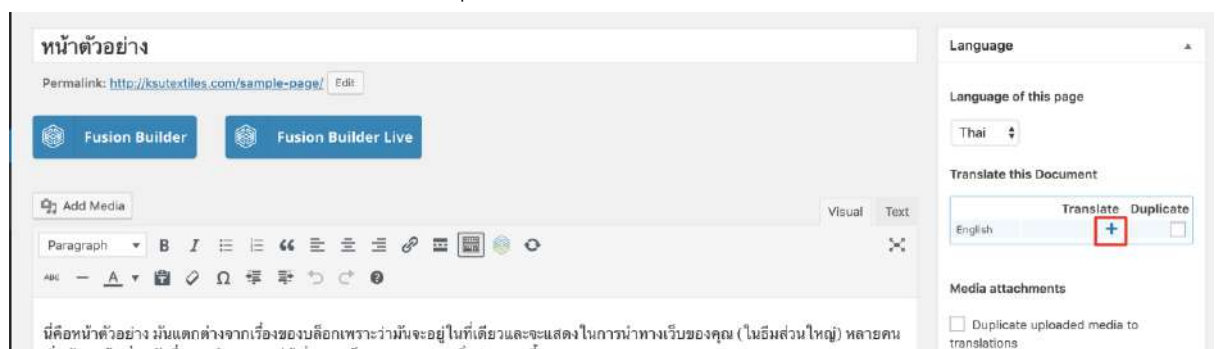 หน้าตัวอย่าง
Permalink: http://ksutextiles.com/sample-page/ Edit
Fusion Builder
Fusion Builder Live
Add Media
Visual Text
Paragraph
นี่คือหน้าตัวอย่าง มันแตกต่างจากเรื่องของบล็อกเพราะว่ามันจะอยู่ในที่เดียวและจะแสดงในการนำทางเว็บของคุณ (ในธีมส่วนใหญ่) หลายคน
Language
Language of this page
Thai
Translate this Document
Translate Duplicate
English
Media attachments
Duplicate uploaded media to
translations